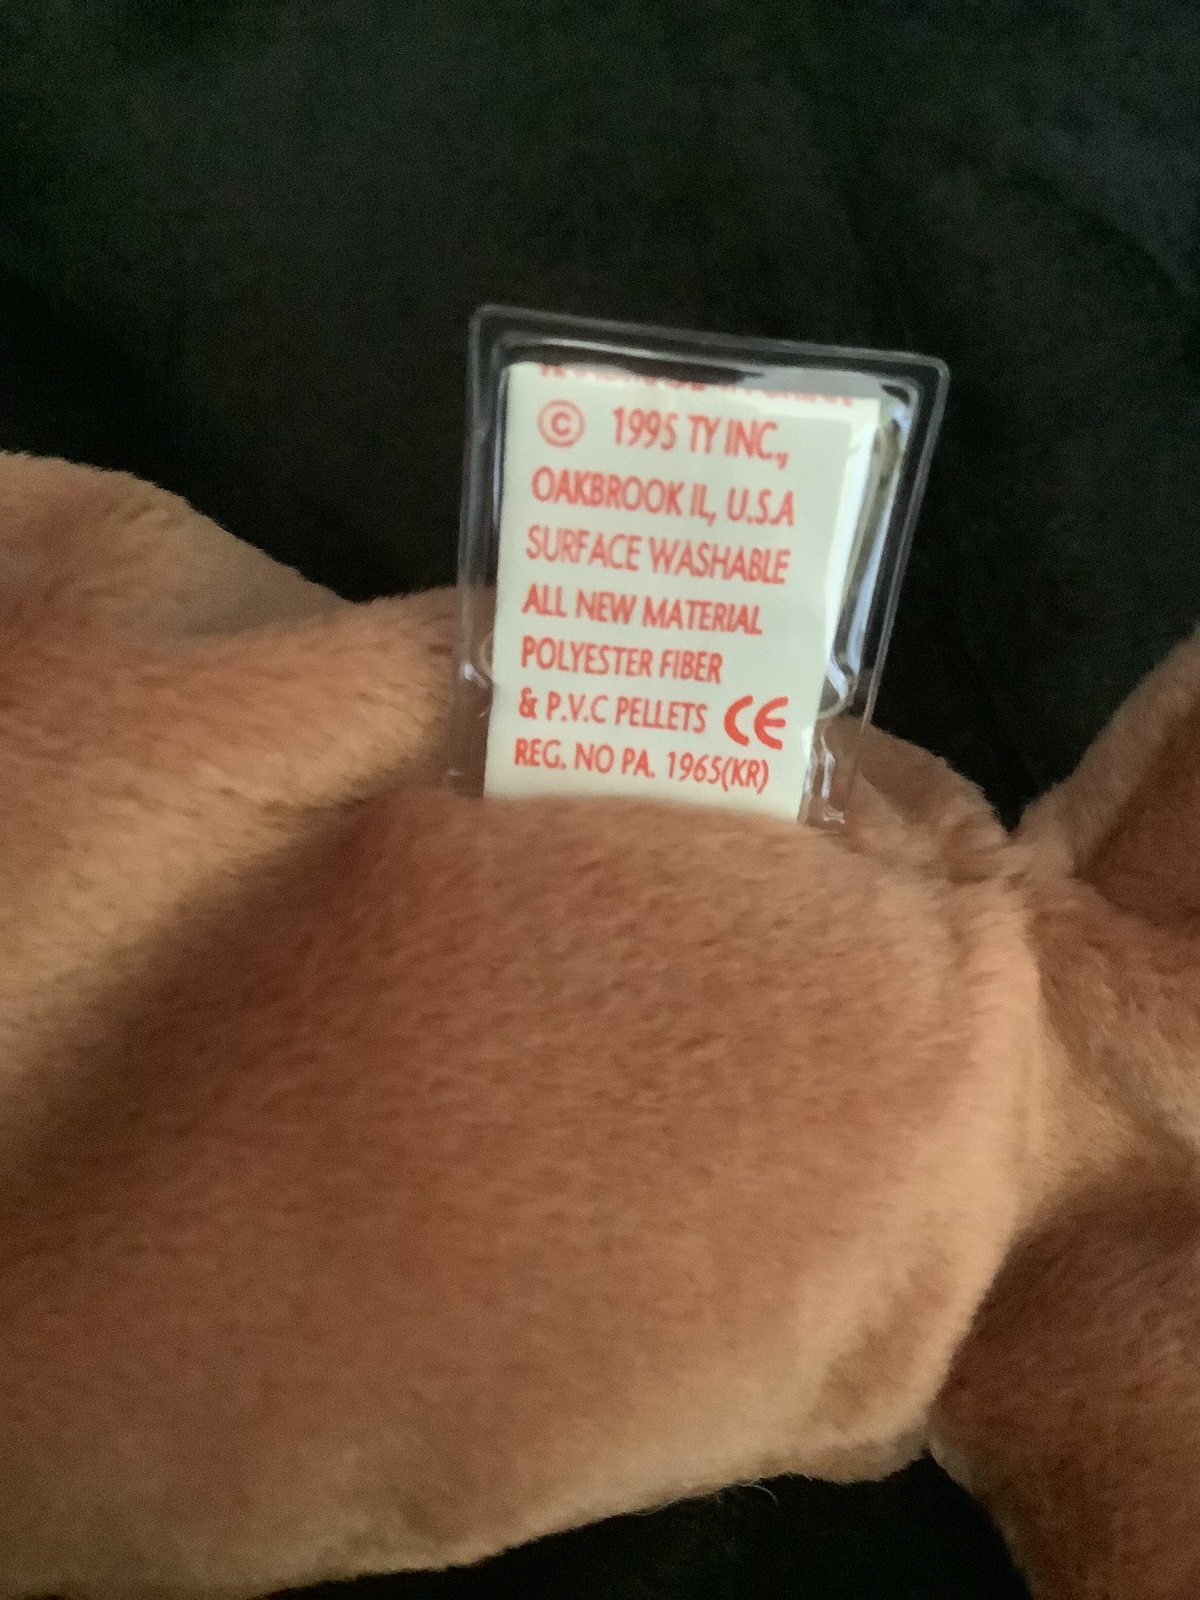 © 1995 TY INC.,
OAKBROOK IL, U.S.A
SURFACE WASHABLE
ALL NEW MATERIAL
POLYESTER FIBER
& P.V.C PELLETS CE
REG. NO PA. 1965(KR)